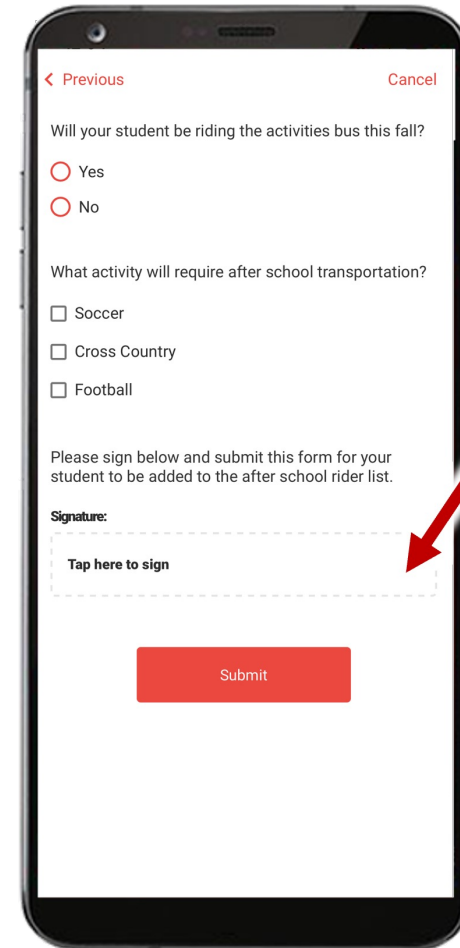 Previous
Cancel
Will your student be riding the activities bus this fall?
Yes
No
What activity will require after school transportation?
Soccer
Cross Country
Football
Please sign below and submit this form for your
student to be added to the after school rider list.
Signature:
Tap here to sign
Submit